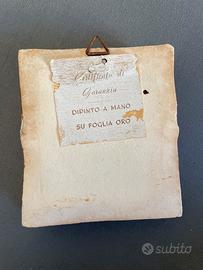 Certificato di
Garanzia
DIPINTO A MANO
SU FOGLIA ORO
subito